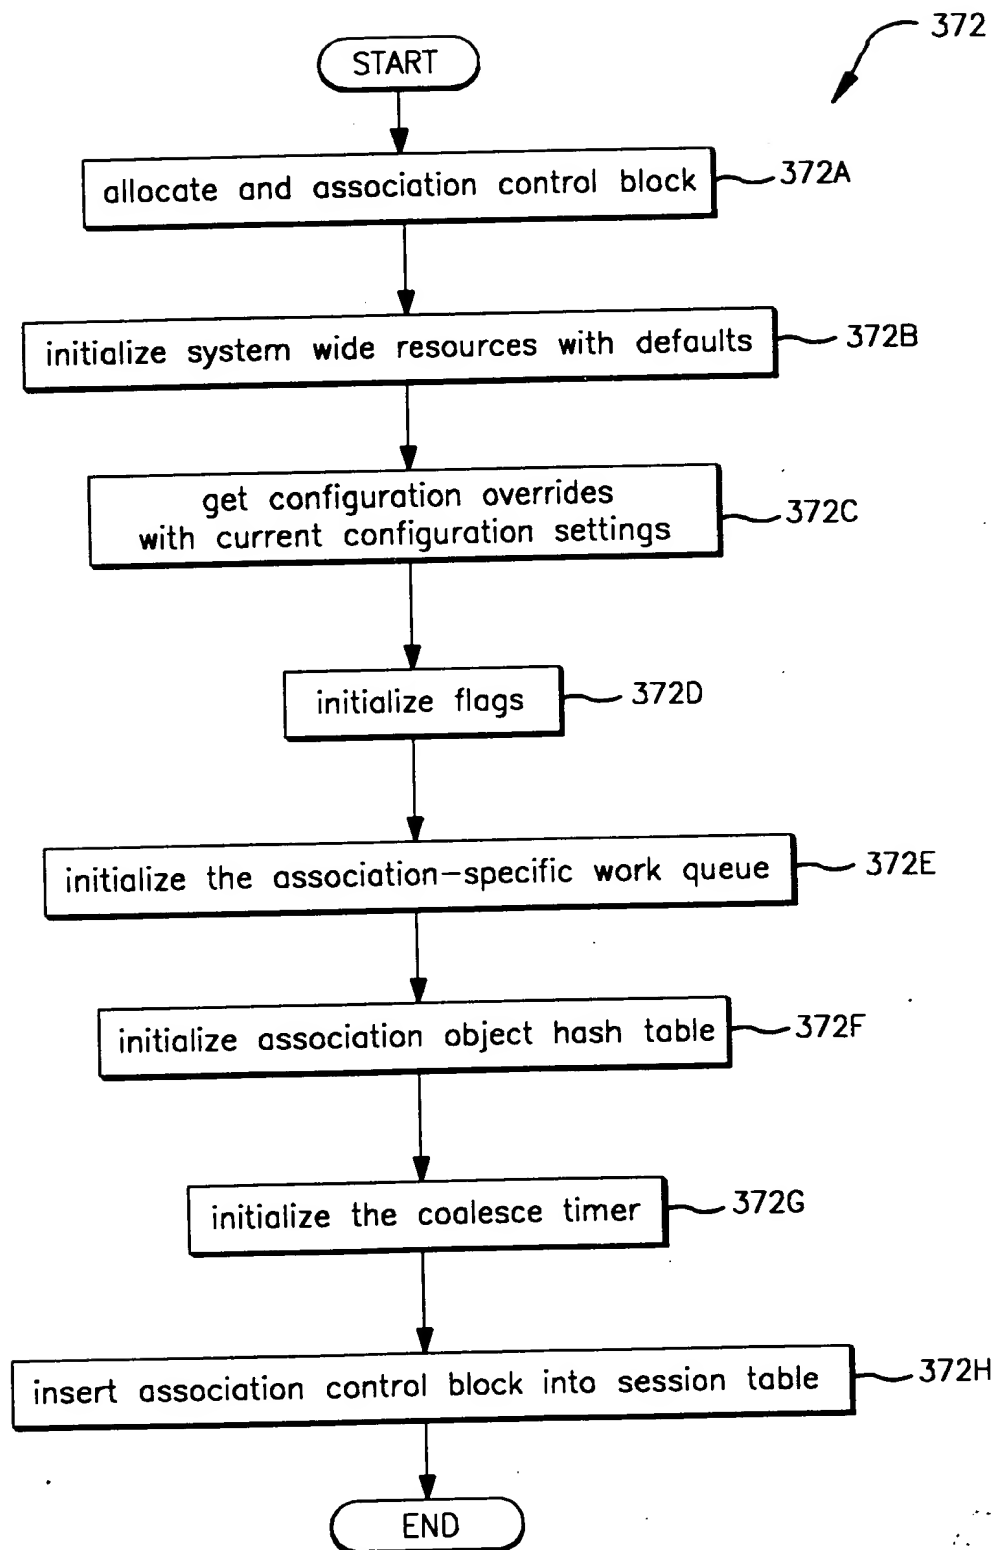 372
START
allocate and association control block
372A
initialize system wide resources with defaults
372B
get configuration overrides
with current configuration settings
372C
initialize flags
372D
initialize the association-specific work queue
372E
initialize association object hash table
372F
initialize the coalesce timer
372G
insert association control block into session table
372H
END